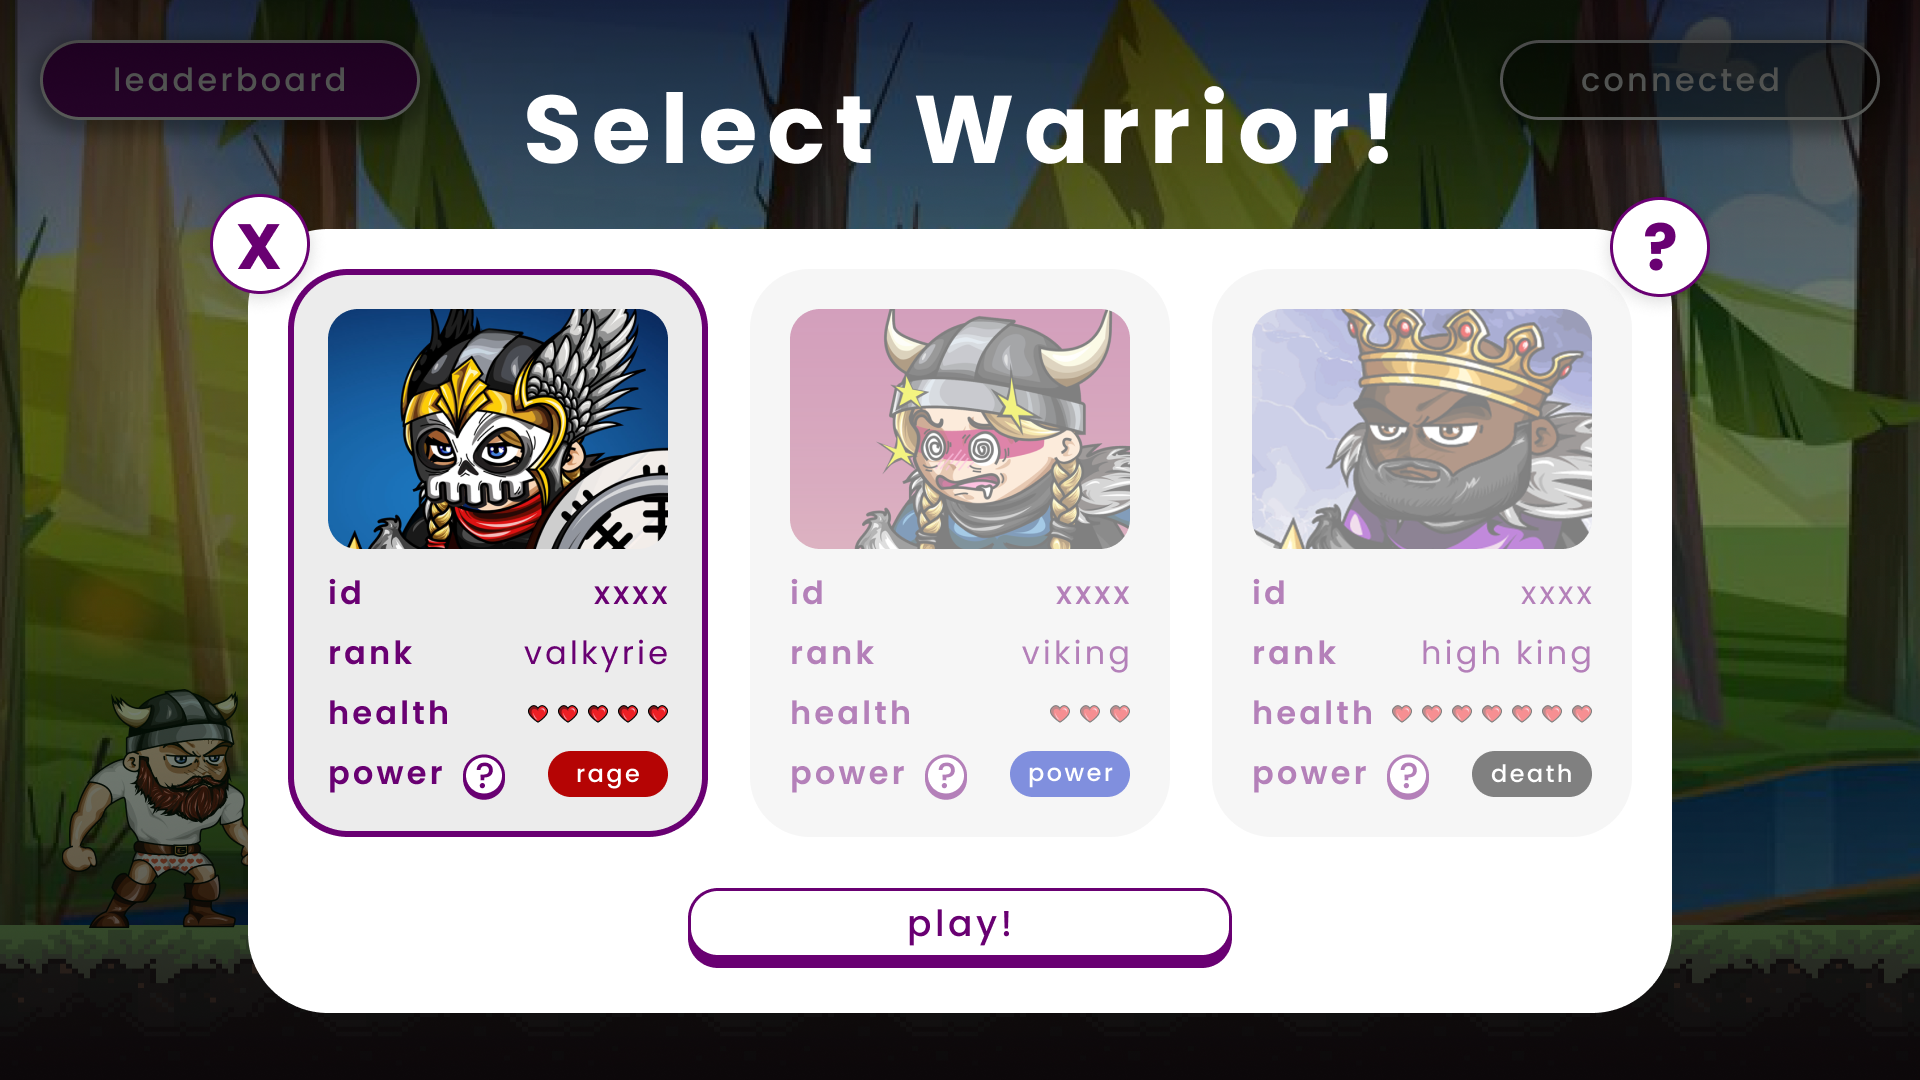 leaderboard
connected
Select Warrior!
X
?
id xxxx
rank valkyrie
health
power ? rage
id xxxx
rank viking
health
power ? power
id xxxx
rank high king
health
power ? death
play!